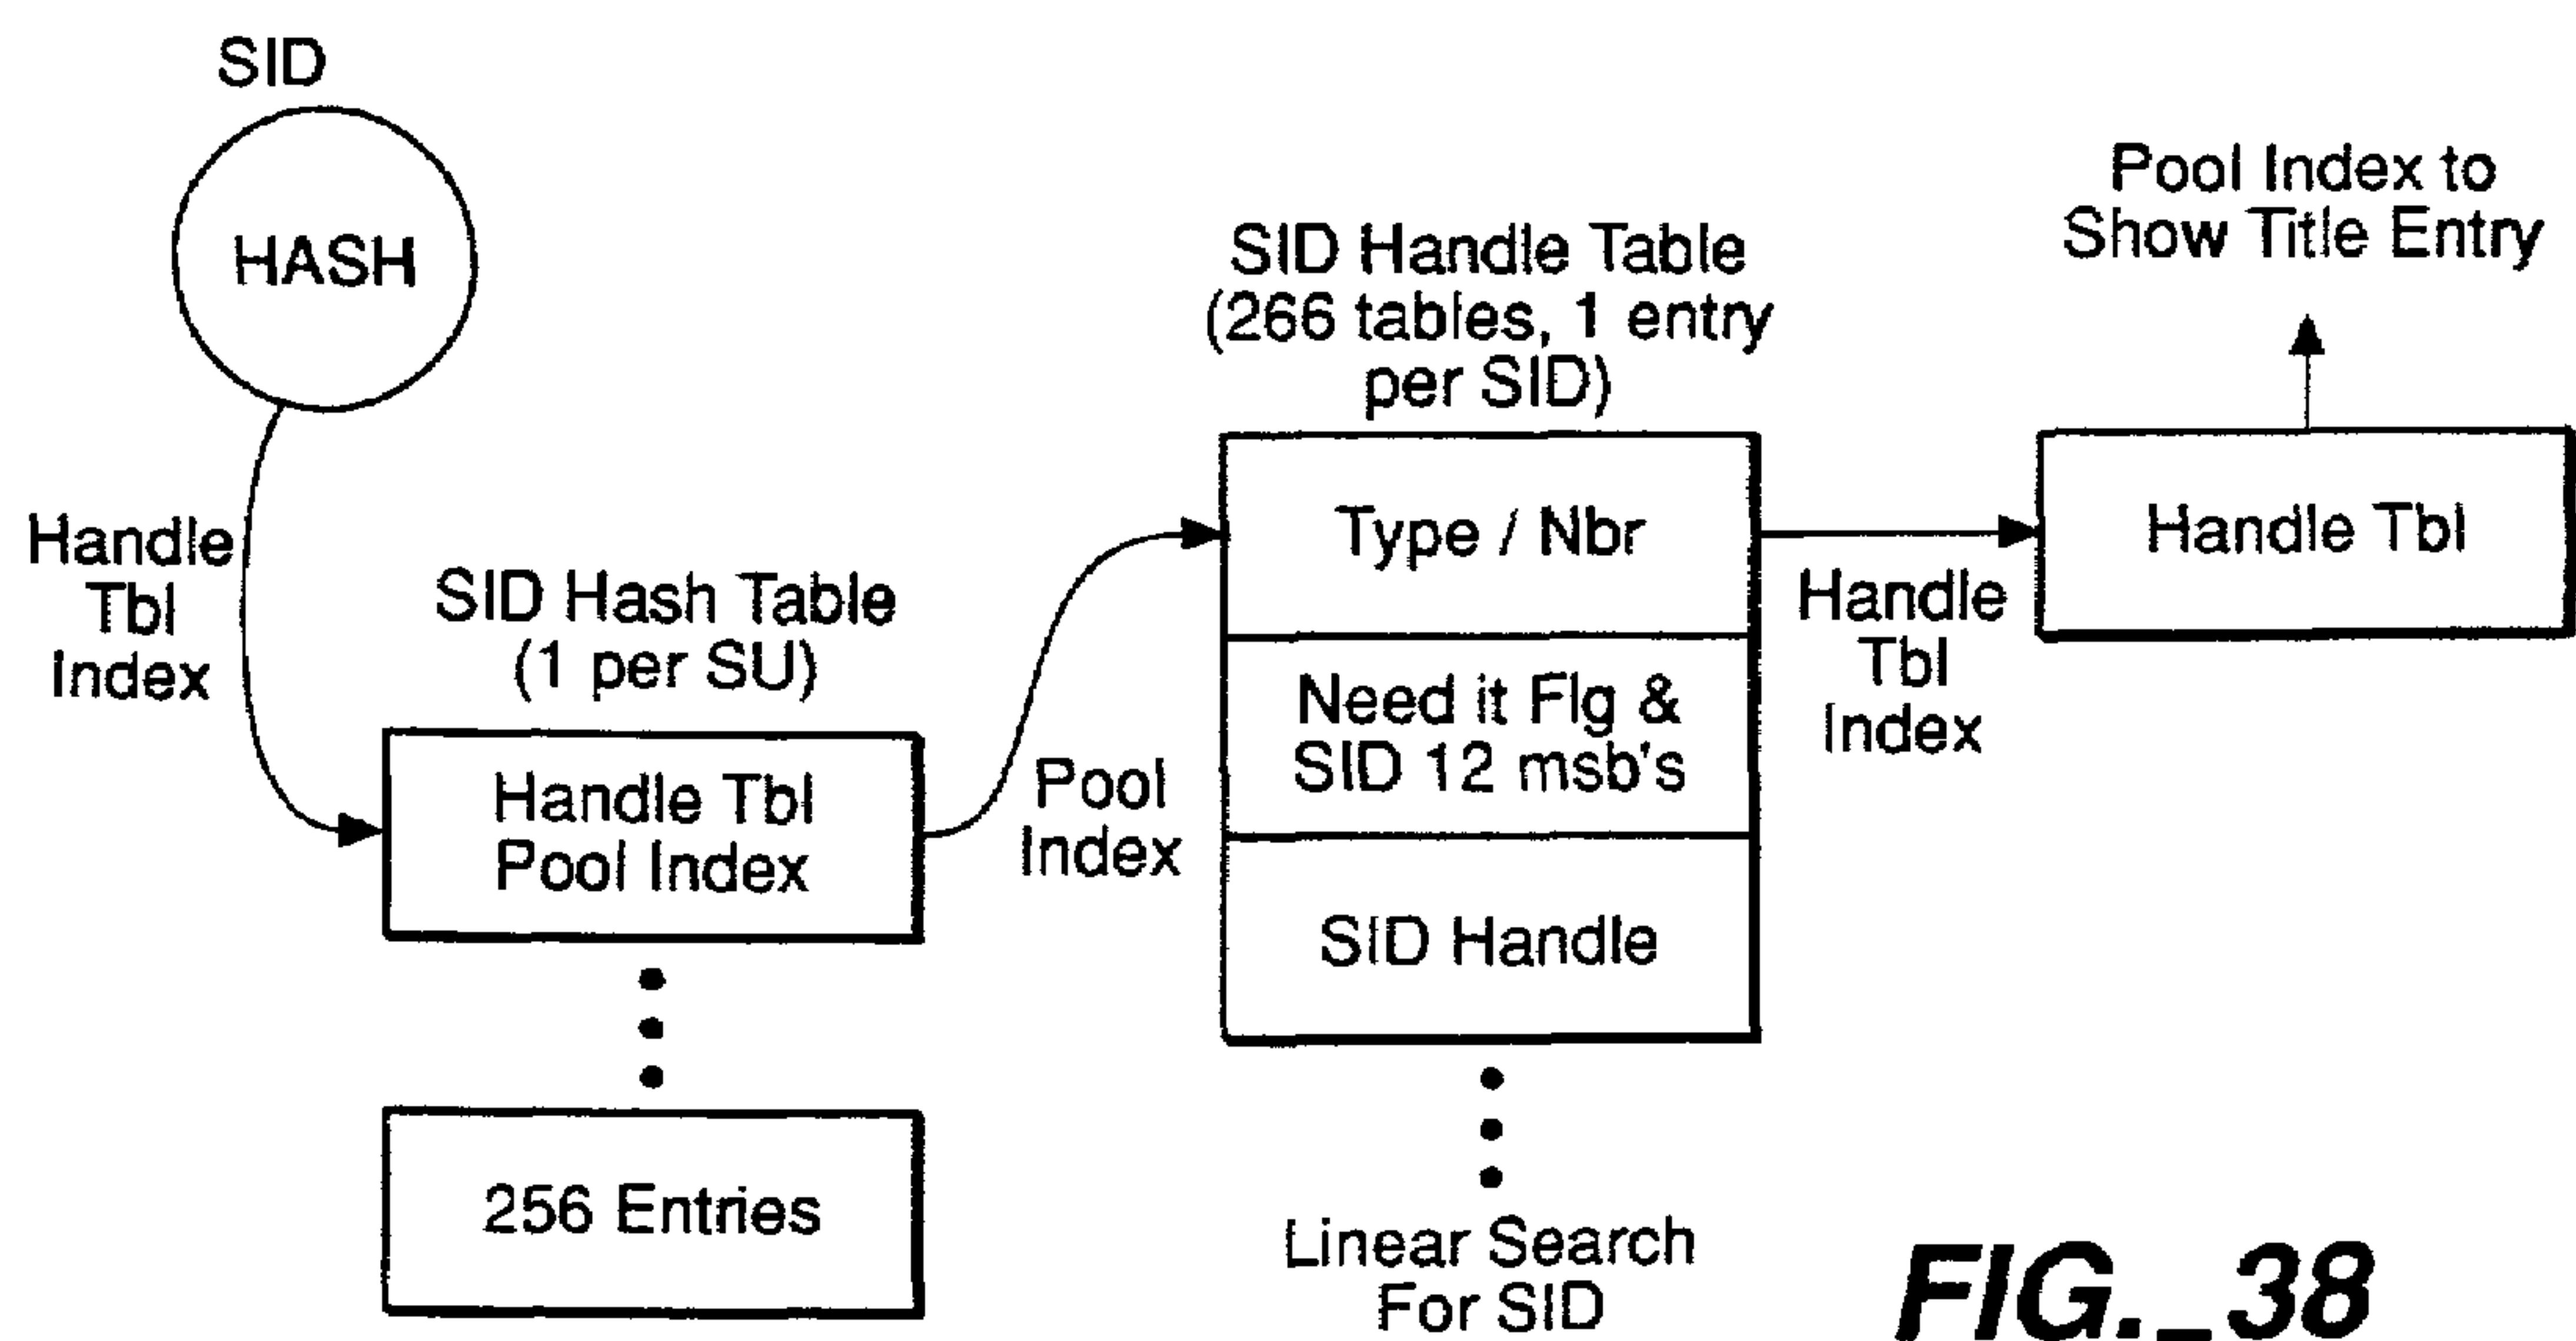 SID
HASH
Handle
Tbl
Index
SID Hash Table
(1 per SU)
Handle Tbl
Pool Index
256 Entries
Pool
Index
SID Handle Table
(266 tables, 1 entry
per SID)
Type / Nbr
Need it Flg &
SID 12 msb's
SID Handle
Linear Search
For SID
Handle
Tbl
Index
Pool Index to
Show Title Entry
Handle Tbl
FIG._38